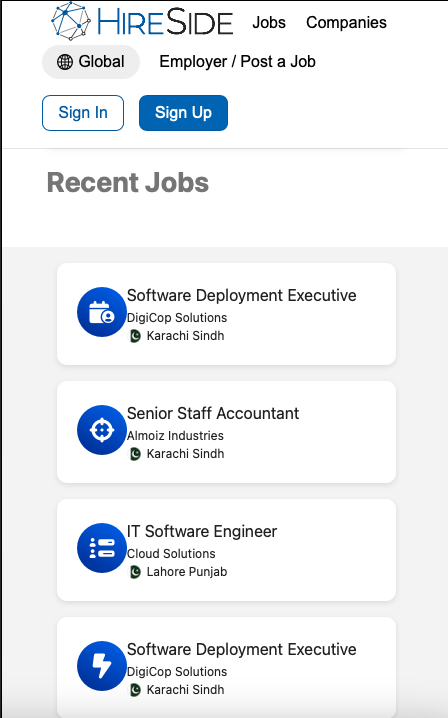 HIRESIDE Jobs Companies
Global Employer / Post a Job
Sign In Sign Up
Recent Jobs
Software Deployment Executive
DigiCop Solutions
Karachi Sindh
Senior Staff Accountant
Almoiz Industries
Karachi Sindh
IT Software Engineer
Cloud Solutions
Lahore Punjab
Software Deployment Executive
DigiCop Solutions
Karachi Sindh